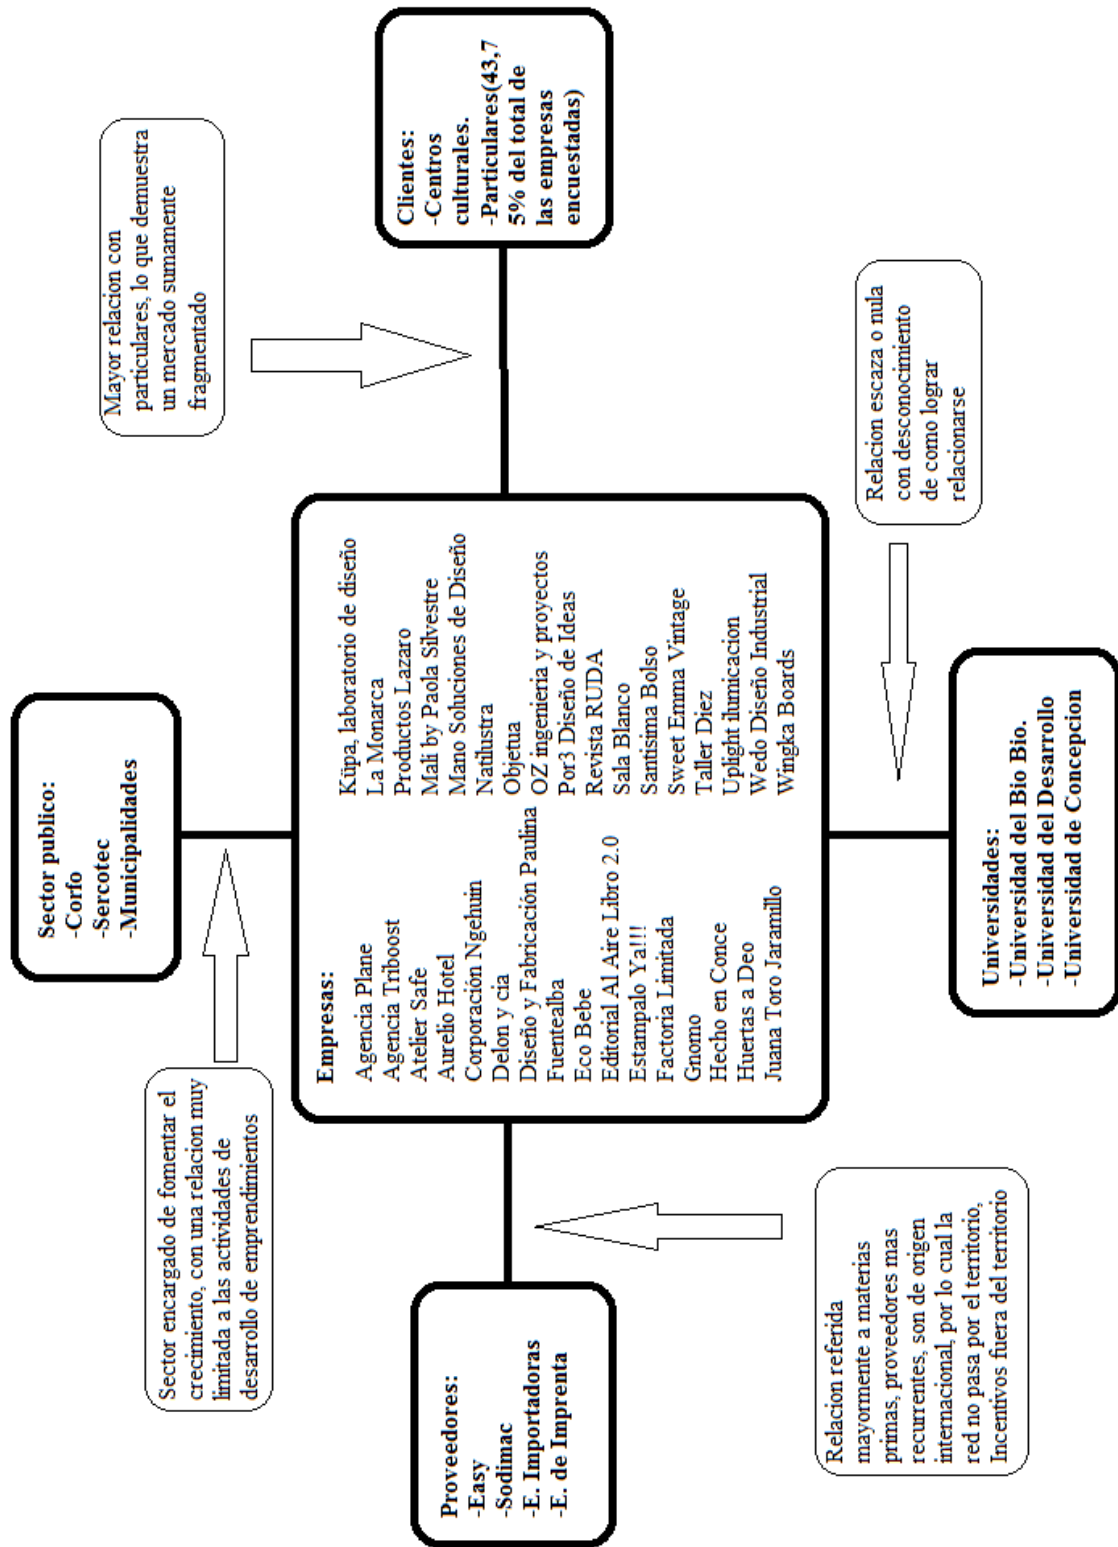 Sector publico:
-Corfo
-Sercotec
-Municipalidades
Sector encargado de fomentar el
crecimiento, con una relacion muy
limitada a las actividades de
desarrollo de emprendimientos
Mayor relacion con
particulares, lo que demuestra
un mercado sumamente
fragmentado
Proveedores:
-Easy
-Sodimac
-E. Importadoras
-E. de Imprenta
Empresas:
Agencia Plane
Agencia Triboost
Atelier Safe
Aurelio Hotel
Corporación Ngehuin
Delon y cia
Diseño y Fabricación Paulina
Fuentealba
Eco Bebe
Editorial Al Aire Libro 2.0
Estampalo Ya!!!
Factoria Limitada
Gnomo
Hecho en Conce
Huertas a Deo
Juana Toro Jaramillo
Küpa, laboratorio de diseño
La Monarca
Productos Lazaro
Mali by Paola Silvestre
Mano Soluciones de Diseño
Natilustra
Objetua
OZ ingenieria y proyectos
Por3 Diseño de Ideas
Revista RUDA
Sala Blanco
Santisima Bolso
Sweet Emma Vintage
Taller Diez
Uplight ilumicacion
Wedo Diseño Industrial
Wingka Boards
Clientes:
-Centros
culturales.
-Particulares(43,7
5% del total de
las empresas
encuestadas)
Relacion referida
mayormente a materias
primas, proveedores mas
recurrentes, son de origen
internacional, por lo cual la
red no pasa por el territorio,
Incentivos fuera del territorio
Universidades:
-Universidad del Bio Bio.
-Universidad del Desarrollo
-Universidad de Concepcion
Relacion escaza o nula
con desconocimiento
de como lograr
relacionarse